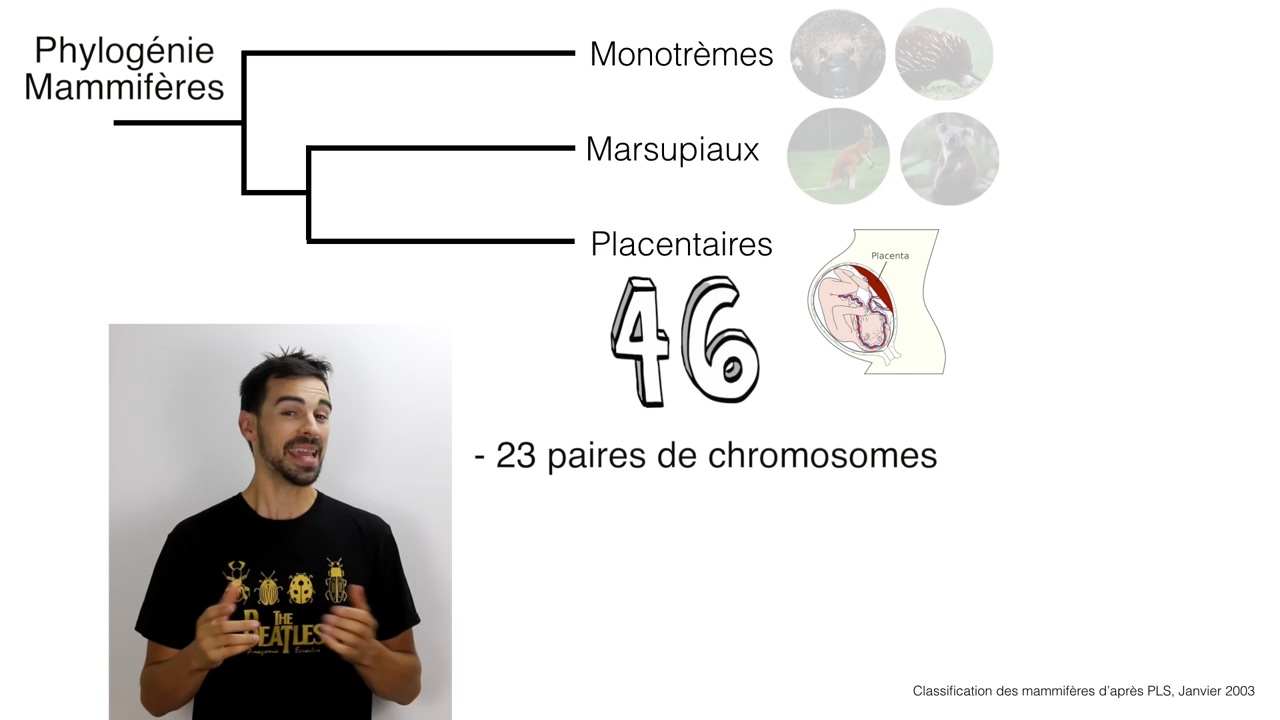 Phylogénie
Mammifères
Monotrèmes
Marsupiaux
Placentaires
Placenta
46
- 23 paires de chromosomes
THE
BEATLES
Classification des mammifères d'après PLS, Janvier 2003